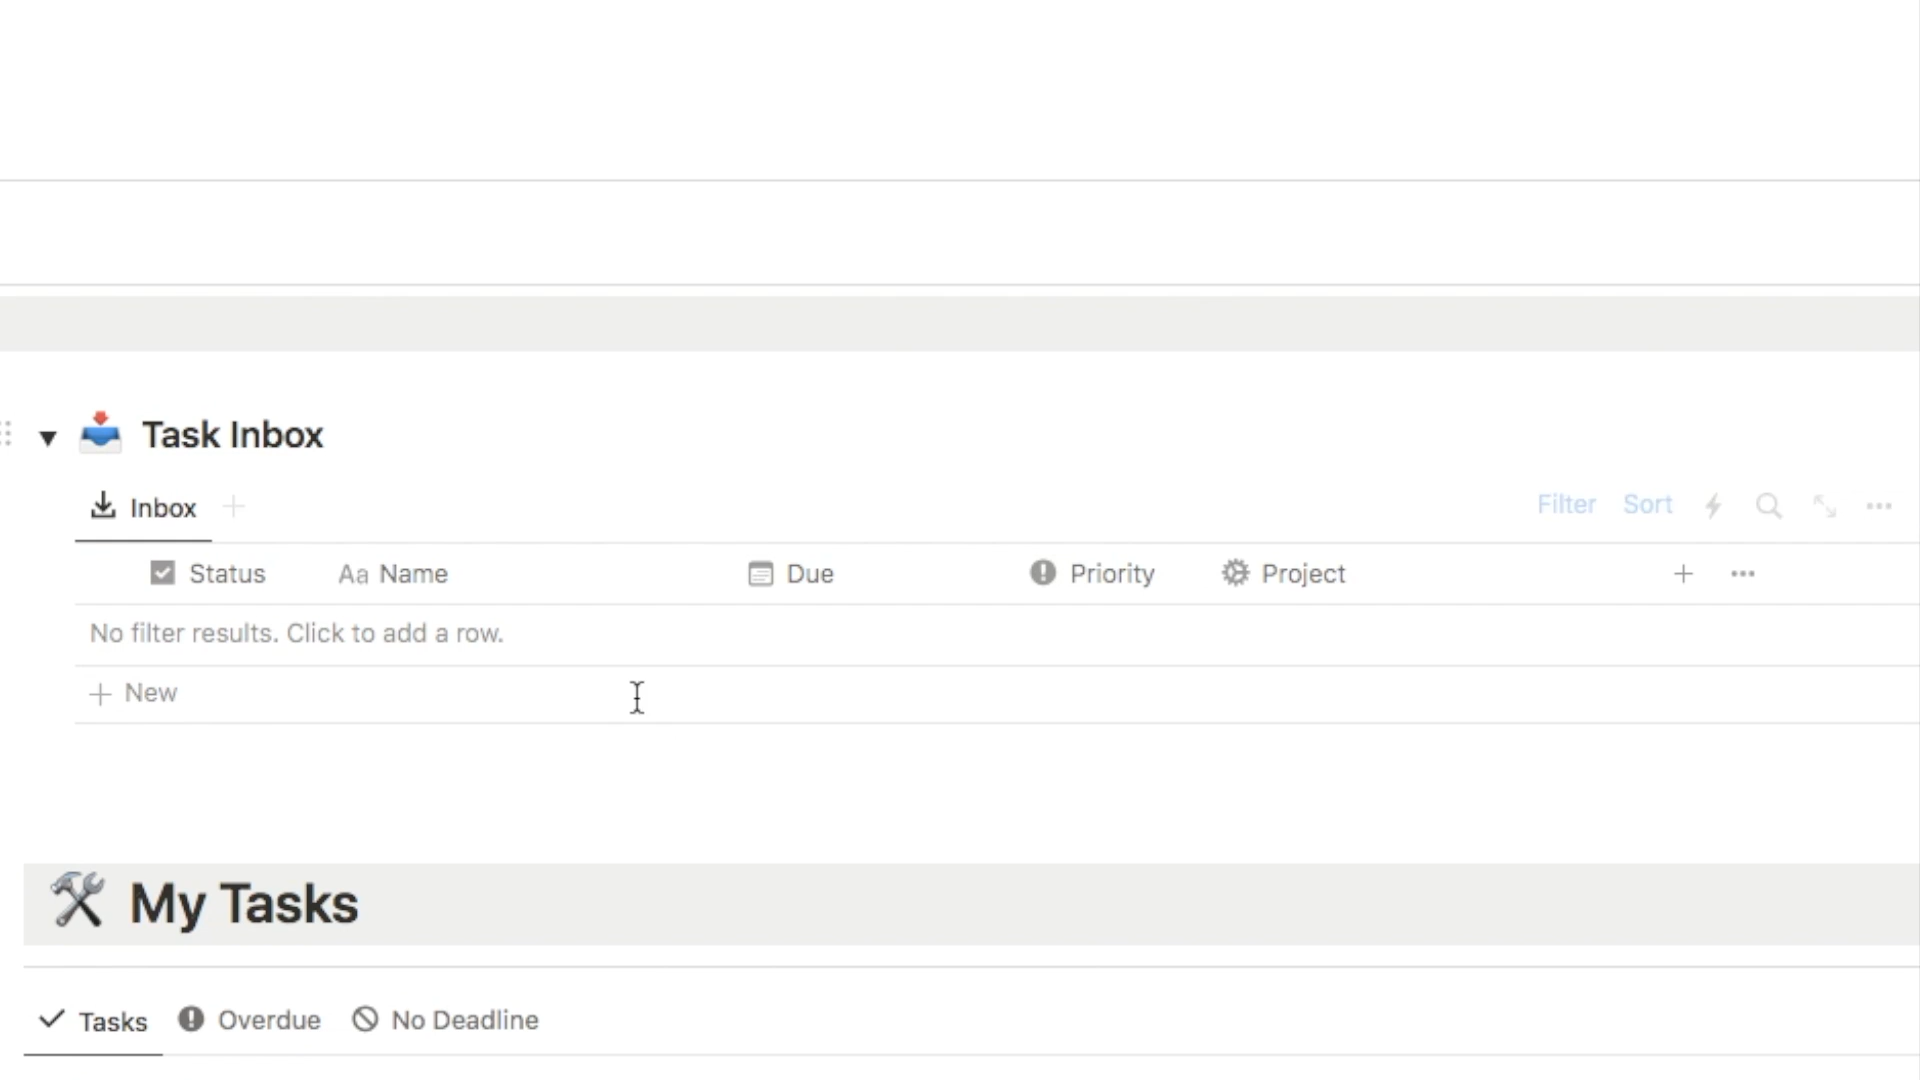 Task Inbox
Inbox
Filter Sort
Status Aa Name Due Priority Project
No filter results. Click to add a row.
New
My Tasks
Tasks Overdue No Deadline